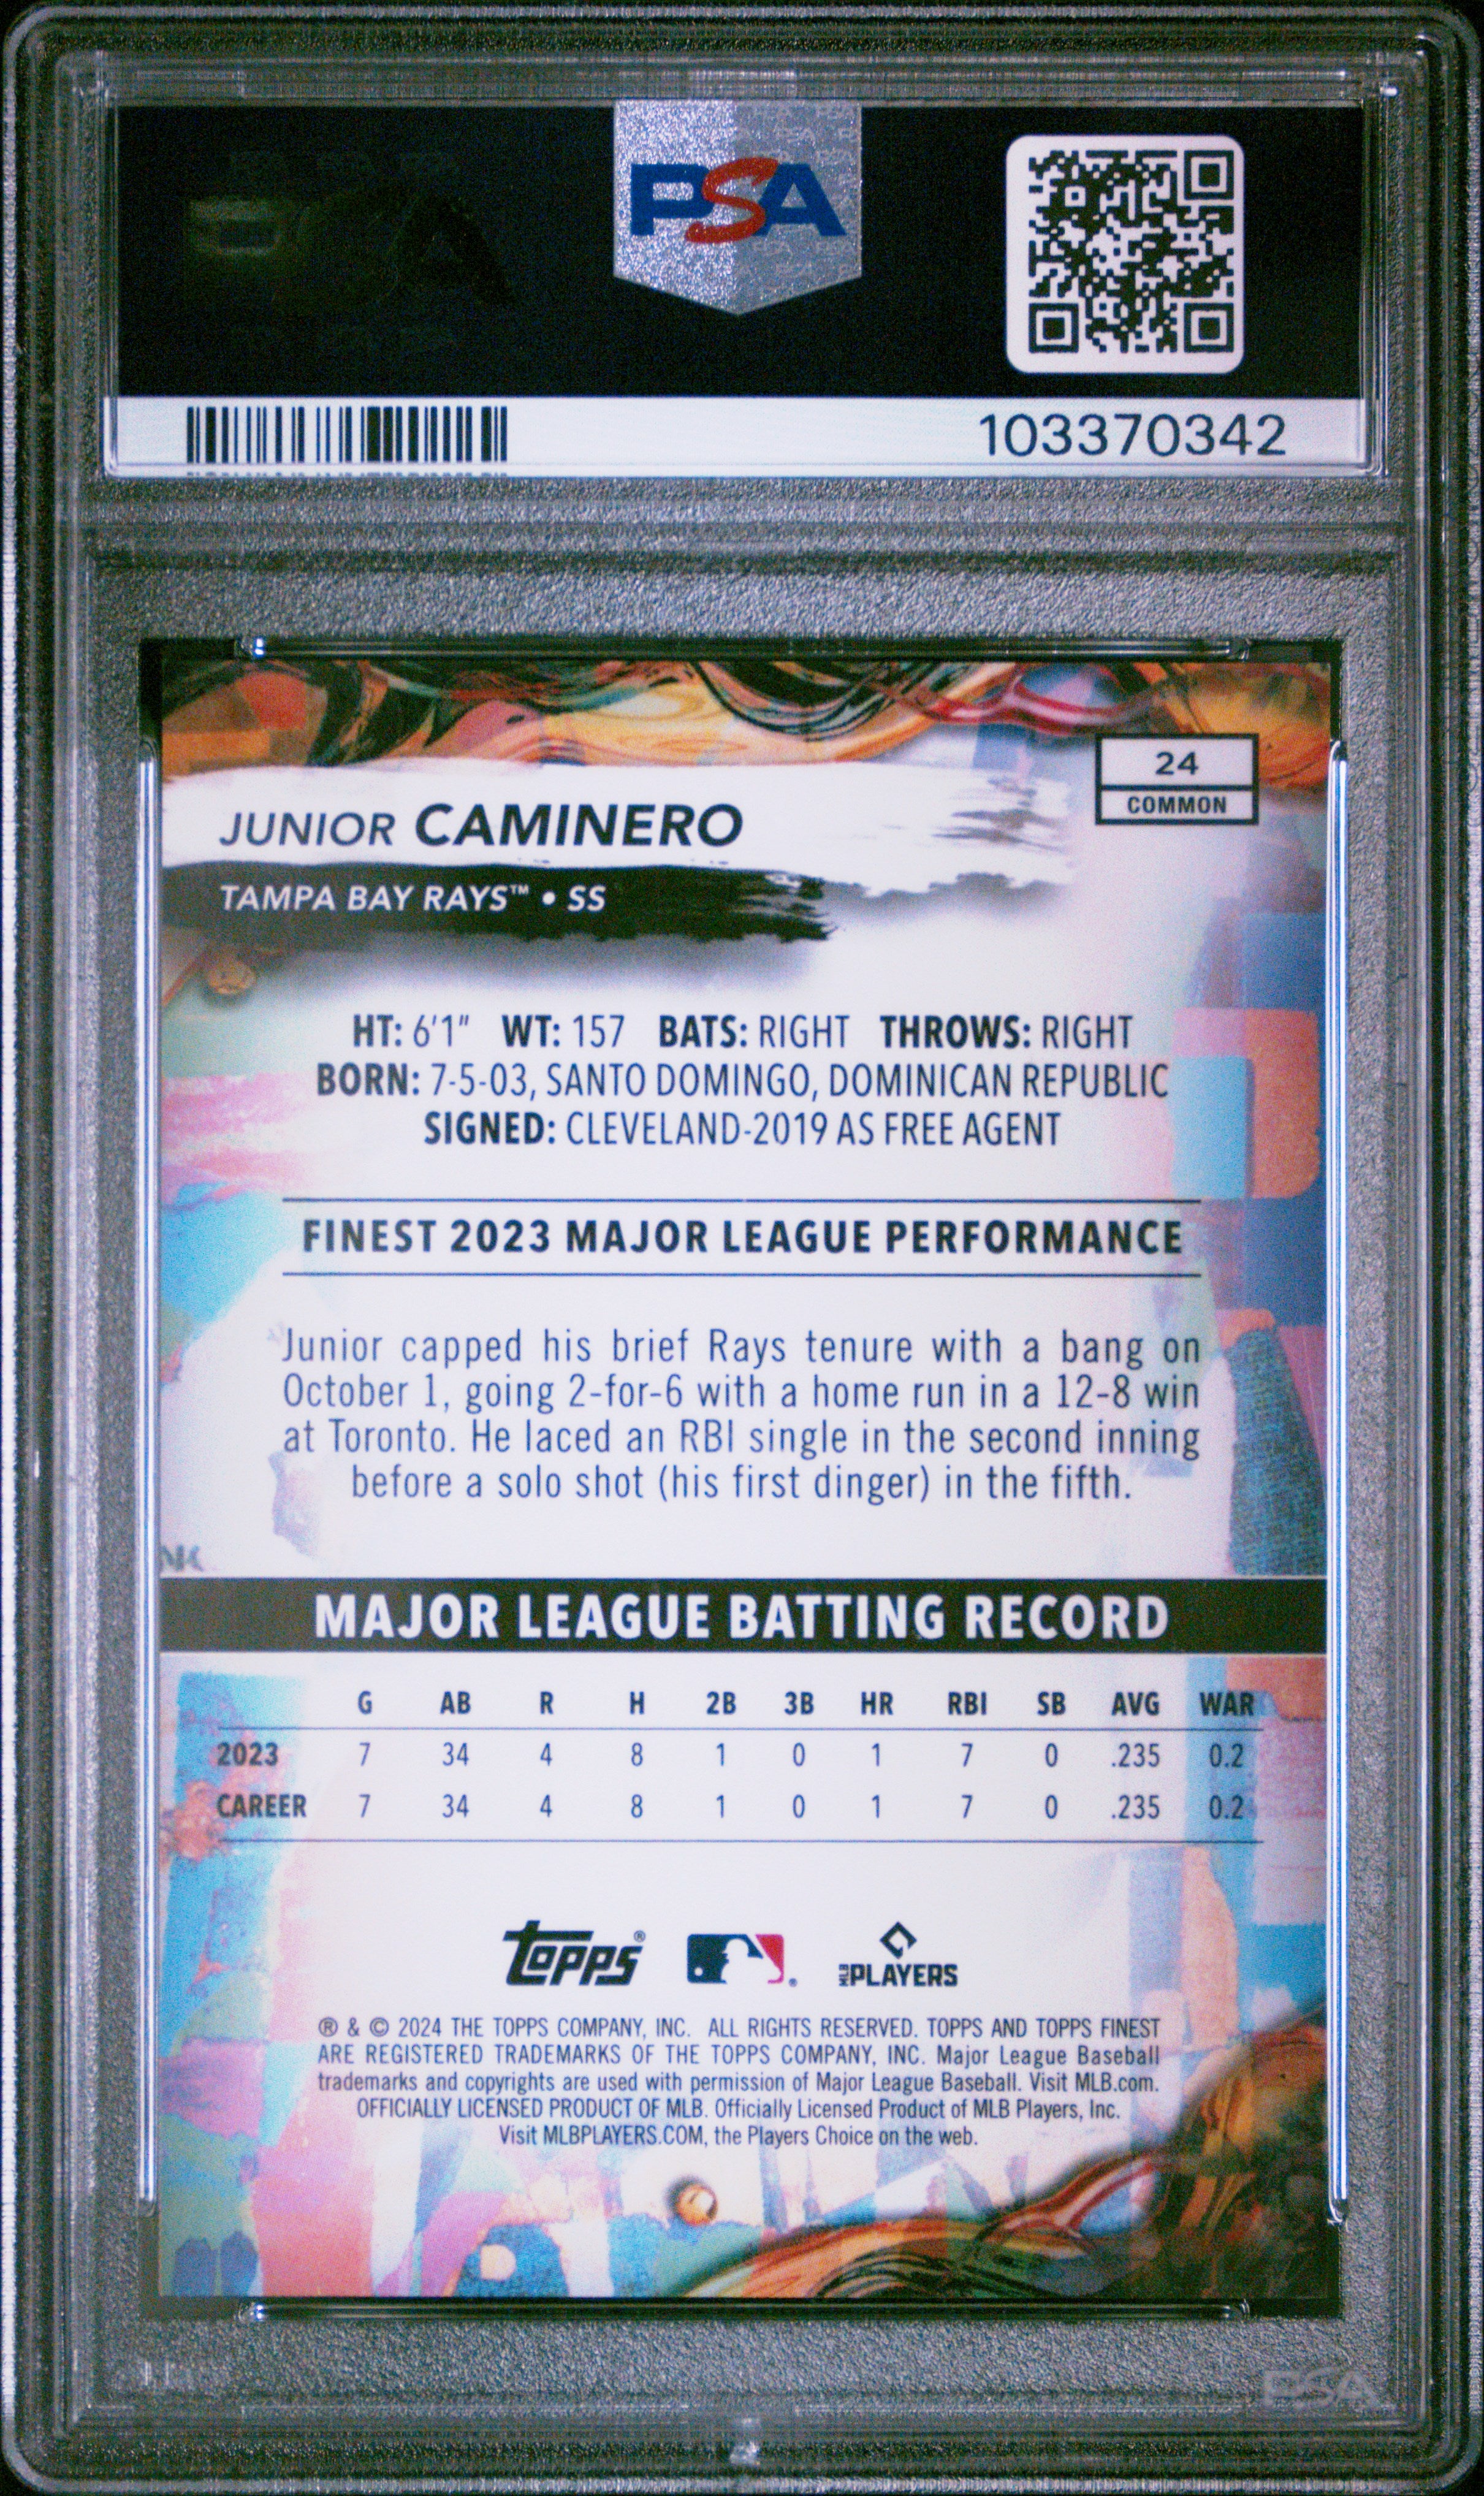 PSA
103370342
24
COMMON
JUNIOR CAMINERO
TAMPA BAY RAYS™ • SS
HT: 6'1" WT: 157 BATS: RIGHT THROWS: RIGHT
BORN: 7-5-03, SANTO DOMINGO, DOMINICAN REPUBLIC
SIGNED: CLEVELAND-2019 AS FREE AGENT
FINEST 2023 MAJOR LEAGUE PERFORMANCE
Junior capped his brief Rays tenure with a bang on
October 1, going 2-for-6 with a home run in a 12-8 win
at Toronto. He laced an RBI single in the second inning
before a solo shot (his first dinger) in the fifth.
NK
MAJOR LEAGUE BATTING RECORD
G AB R H 2B 3B HR RBI SB AVG WAR
2023 7 34 4 8 1 0 1 7 0 .235 0.2
CAREER 7 34 4 8 1 0 1 7 0 .235 0.2
Topps® ® MLB PLAYERS
® & © 2024 THE TOPPS COMPANY, INC. ALL RIGHTS RESERVED. TOPPS AND TOPPS FINEST
ARE REGISTERED TRADEMARKS OF THE TOPPS COMPANY, INC. Major League Baseball
trademarks and copyrights are used with permission of Major League Baseball. Visit MLB.com.
OFFICIALLY LICENSED PRODUCT OF MLB. Officially Licensed Product of MLB Players, Inc.
Visit MLBPLAYERS.COM, the Players Choice on the web.
PSA